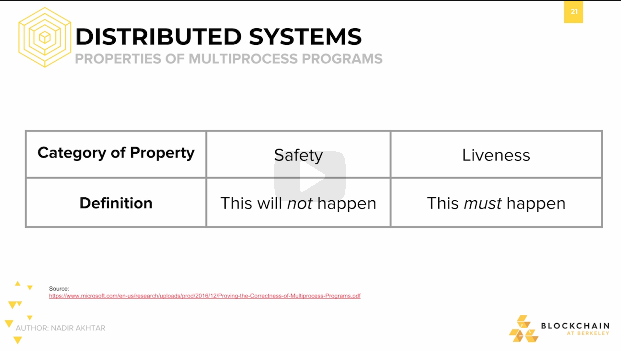 21
DISTRIBUTED SYSTEMS
PROPERTIES OF MULTIPROCESS PROGRAMS
Category of Property Safety Liveness
Definition This will not happen This must happen
Source:
https://www.microsoft.com/en-us/research/uploads/prod/2016/12/Proving-the-Correctness-of-Multiprocess-Programs.pdf
AUTHOR: NADIR AKHTAR
BLOCKCHAIN
AT BERKELEY